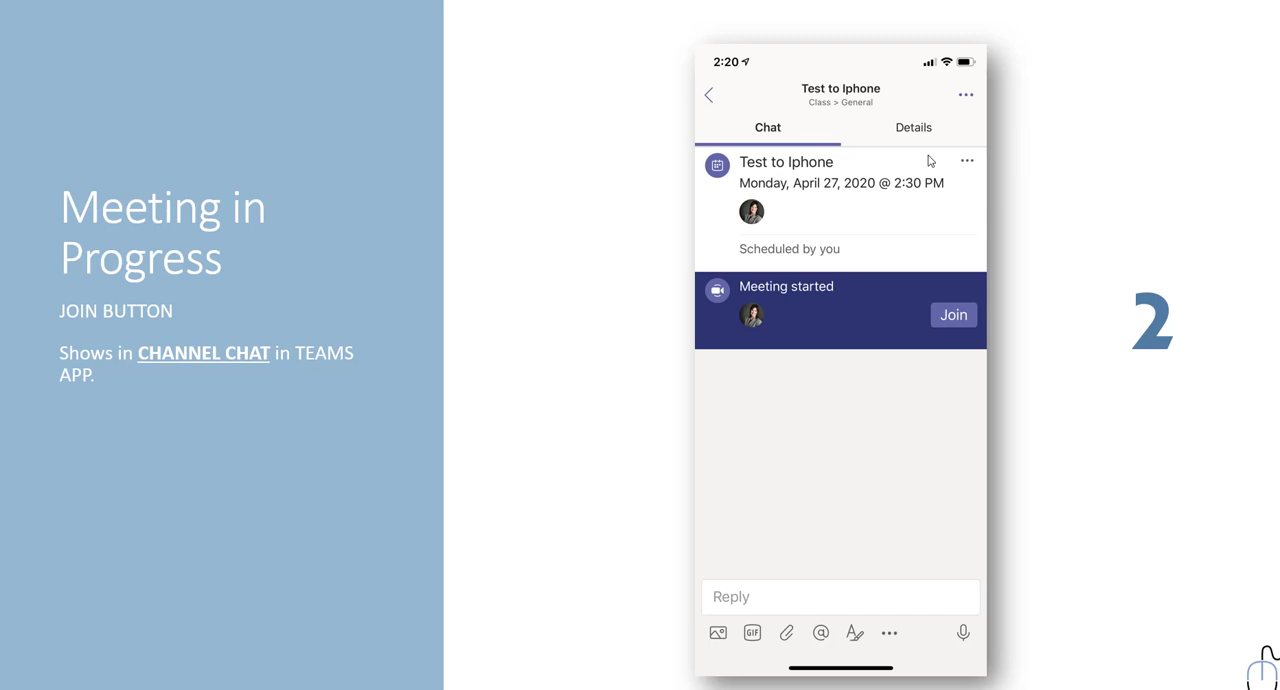 Meeting in
Progress
JOIN BUTTON
Shows in CHANNEL CHAT in TEAMS
APP.
2:20
Test to Iphone
Class > General
Chat
Details
Test to Iphone
Monday, April 27, 2020 @ 2:30 PM
Scheduled by you
Meeting started
Join
Reply
GIF
2